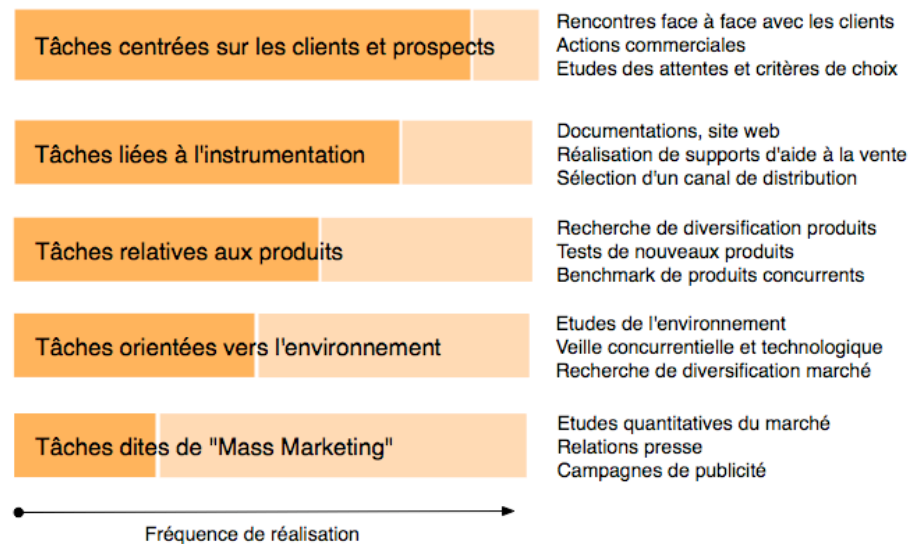 Tâches centrées sur les clients et prospects
Rencontres face à face avec les clients
Actions commerciales
Etudes des attentes et critères de choix
Tâches liées à l'instrumentation
Documentations, site web
Réalisation de supports d'aide à la vente
Sélection d'un canal de distribution
Tâches relatives aux produits
Recherche de diversification produits
Tests de nouveaux produits
Benchmark de produits concurrents
Tâches orientées vers l'environnement
Etudes de l'environnement
Veille concurrentielle et technologique
Recherche de diversification marché
Tâches dites de "Mass Marketing"
Etudes quantitatives du marché
Relations presse
Campagnes de publicité
Fréquence de réalisation